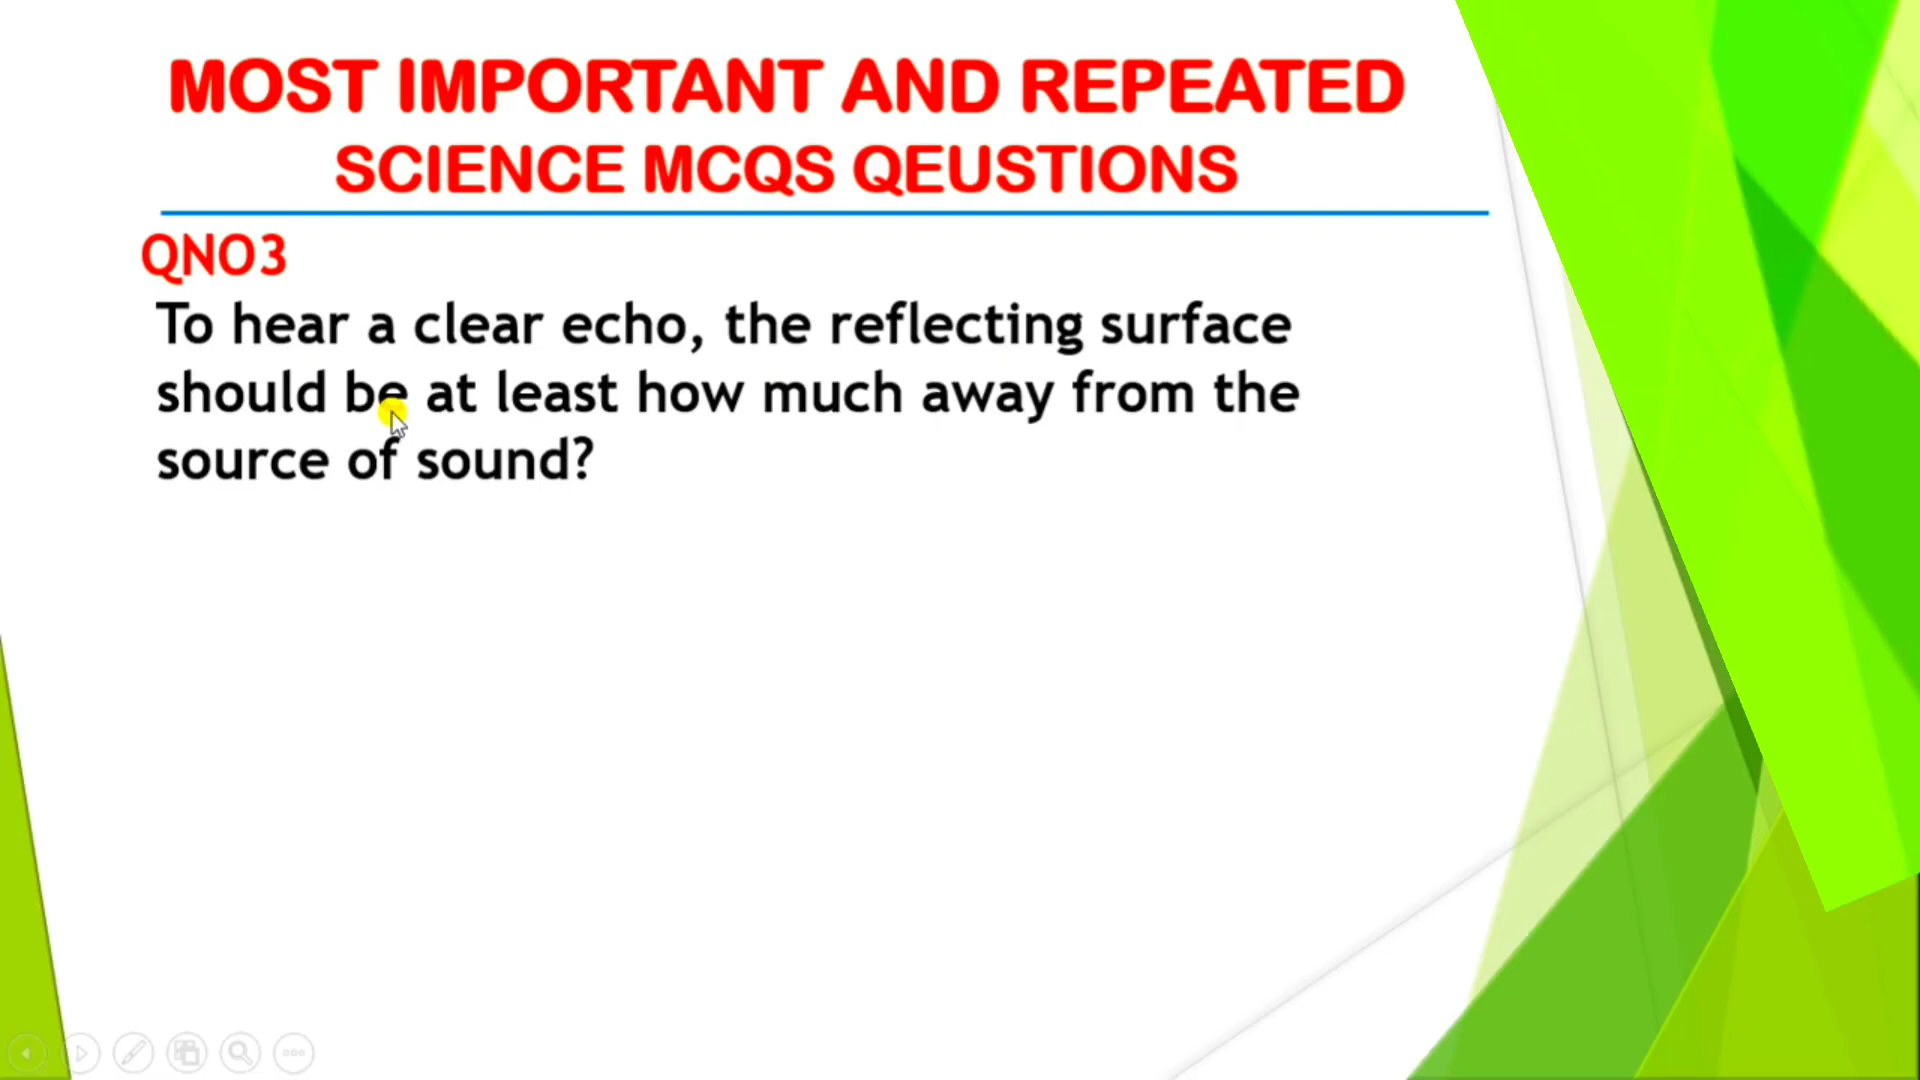 MOST IMPORTANT AND REPEATED
SCIENCE MCQS QEUSTIONS
QNO3
To hear a clear echo, the reflecting surface
should be at least how much away from the
source of sound?